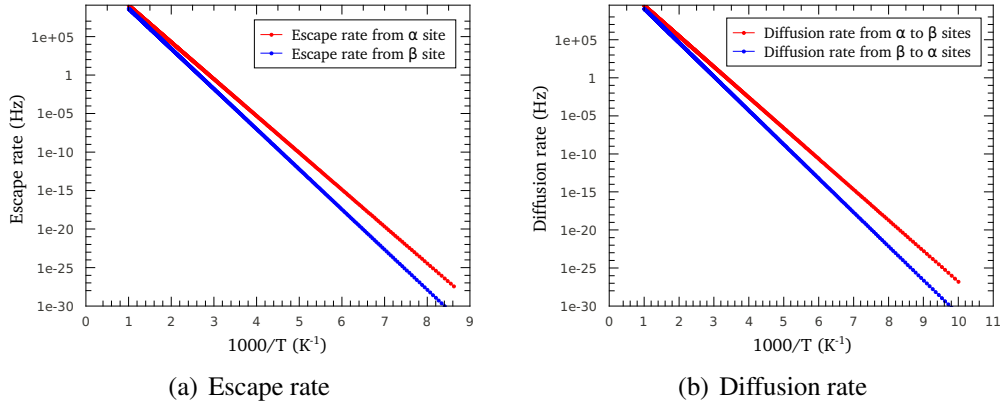 Escape rate (Hz)
1e+05
1
1e-05
1e-10
1e-15
1e-20
1e-25
1e-30
Escape rate from α site
Escape rate from β site
0 1 2 3 4 5 6 7 8 9
1000/T (K-1)
(a) Escape rate
Diffusion rate (Hz)
1e+05
1
1e-05
1e-10
1e-15
1e-20
1e-25
1e-30
Diffusion rate from α to β sites
Diffusion rate from β to α sites
0 1 2 3 4 5 6 7 8 9 10 11
1000/T (K-1)
(b) Diffusion rate